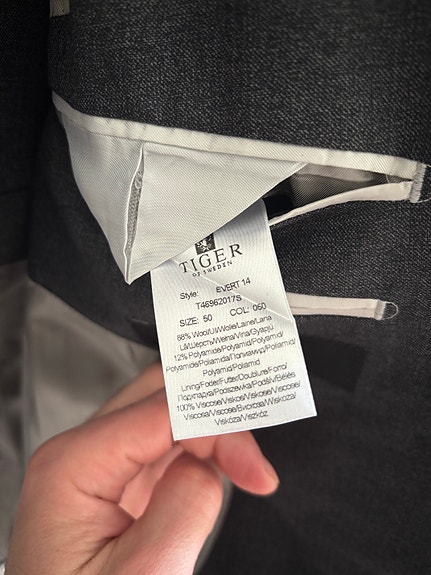 TIGER
OF SWEDEN
Style: EVERT 14
T46962017S
SIZE: 50 COL: 050
88% Wool/Ull/Wolle/Laine/Lana
Lã/Шерсть/Wełna/Vlna/Gyapjú
12% Polyamide/Polyamid/Polyamid/
Polyamide/Poliamida/Полиамид/Poliamid/
Polyamid/Poliamid
Lining/Foder/Futter/Doublure/Forro/
Подкладка/Podszewka/Podšív/Bélés
100% Viscose/Viskos/Viskose/Viscose/
Viscosa/Viscose/Вискоза/Wiskoza/
Viskóza/Viszkóz